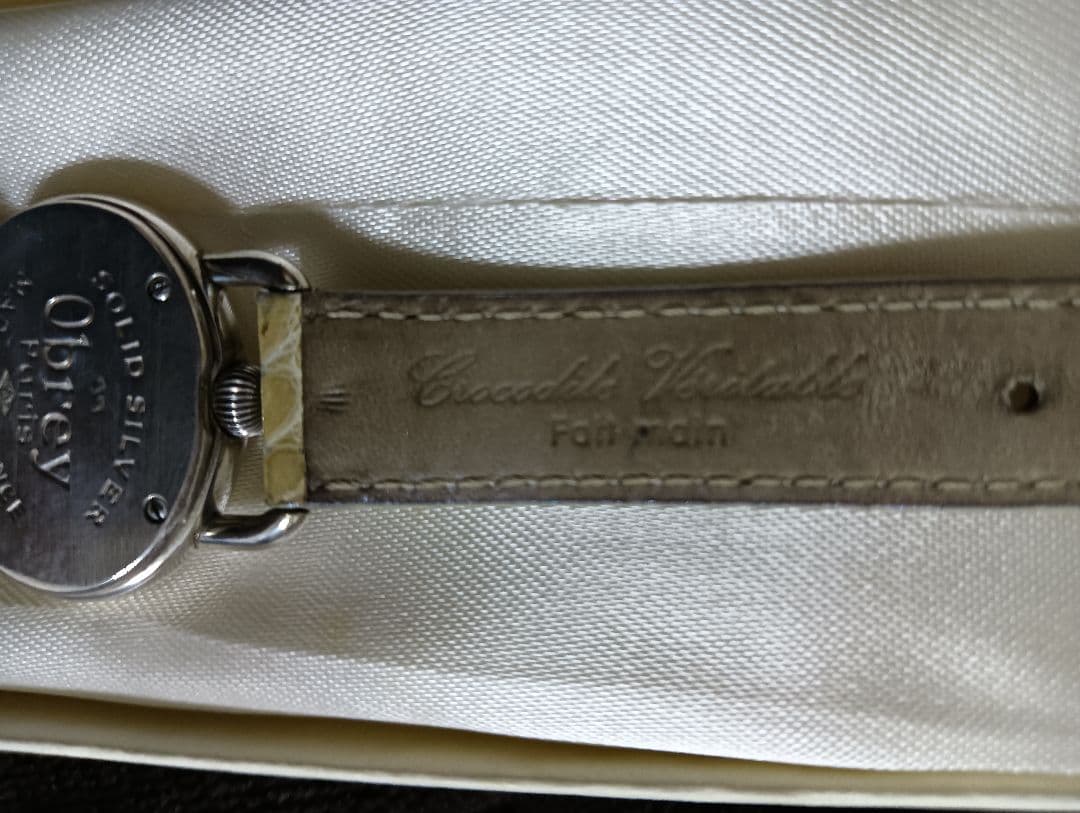 SOLID SILVER
Obrey
Paris
Crocodile Véritable
Fait main